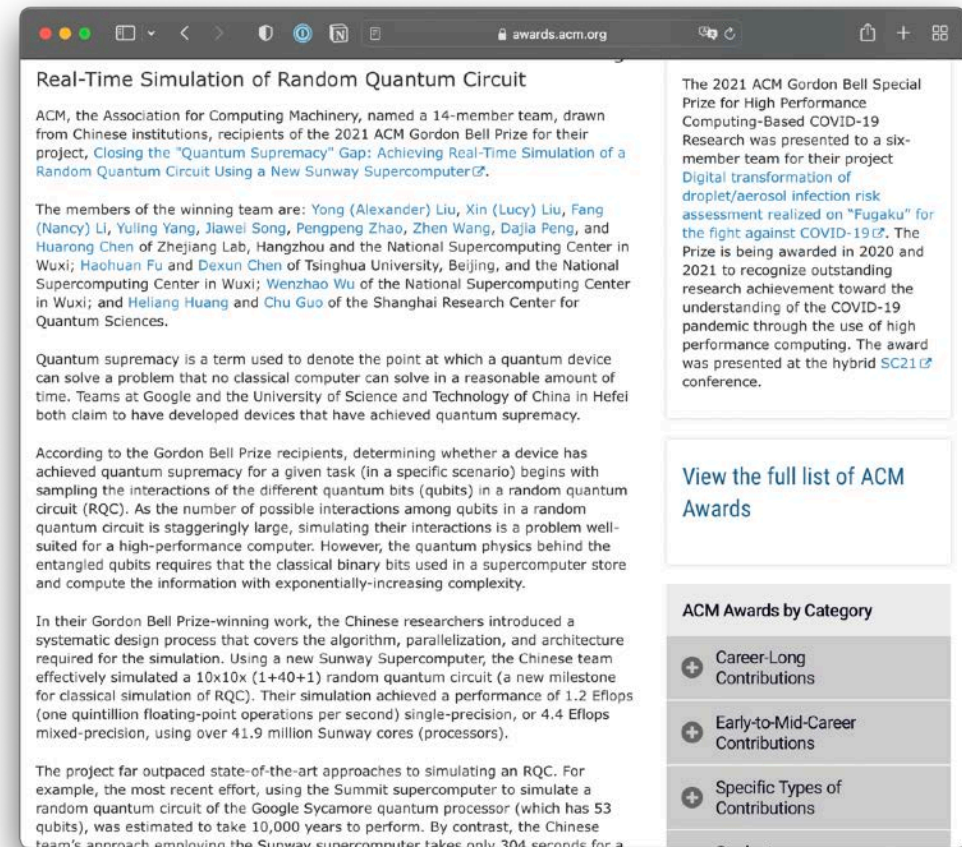 awards.acm.org
Real-Time Simulation of Random Quantum Circuit
ACM, the Association for Computing Machinery, named a 14-member team, drawn
from Chinese institutions, recipients of the 2021 ACM Gordon Bell Prize for their
project, Closing the "Quantum Supremacy" Gap: Achieving Real-Time Simulation of a
Random Quantum Circuit Using a New Sunway Supercomputer.
The members of the winning team are: Yong (Alexander) Liu, Xin (Lucy) Liu, Fang
(Nancy) Li, Yuling Yang, Jiawei Song, Pengpeng Zhao, Zhen Wang, Dajia Peng, and
Huarong Chen of Zhejiang Lab, Hangzhou and the National Supercomputing Center in
Wuxi; Haohuan Fu and Dexun Chen of Tsinghua University, Beijing, and the National
Supercomputing Center in Wuxi; Wenzhao Wu of the National Supercomputing Center
in Wuxi; and Heliang Huang and Chu Guo of the Shanghai Research Center for
Quantum Sciences.
Quantum supremacy is a term used to denote the point at which a quantum device
can solve a problem that no classical computer can solve in a reasonable amount of
time. Teams at Google and the University of Science and Technology of China in Hefei
both claim to have developed devices that have achieved quantum supremacy.
According to the Gordon Bell Prize recipients, determining whether a device has
achieved quantum supremacy for a given task (in a specific scenario) begins with
sampling the interactions of the different quantum bits (qubits) in a random quantum
circuit (RQC). As the number of possible interactions among qubits in a random
quantum circuit is staggeringly large, simulating their interactions is a problem well-
suited for a high-performance computer. However, the quantum physics behind the
entangled qubits requires that the classical binary bits used in a supercomputer store
and compute the information with exponentially-increasing complexity.
In their Gordon Bell Prize-winning work, the Chinese researchers introduced a
systematic design process that covers the algorithm, parallelization, and architecture
required for the simulation. Using a new Sunway Supercomputer, the Chinese team
effectively simulated a 10x10x (1+40+1) random quantum circuit (a new milestone
for classical simulation of RQC). Their simulation achieved a performance of 1.2 Eflops
(one quintillion floating-point operations per second) single-precision, or 4.4 Eflops
mixed-precision, using over 41.9 million Sunway cores (processors).
The project far outpaced state-of-the-art approaches to simulating an RQC. For
example, the most recent effort, using the Summit supercomputer to simulate a
random quantum circuit of the Google Sycamore quantum processor (which has 53
qubits), was estimated to take 10,000 years to perform. By contrast, the Chinese
team's approach employing the Sunway supercomputer takes only 304 seconds for a
The 2021 ACM Gordon Bell Special
Prize for High Performance
Computing-Based COVID-19
Research was presented to a six-
member team for their project
Digital transformation of
droplet/aerosol infection risk
assessment realized on “Fugaku” for
the fight against COVID-19. The
Prize is being awarded in 2020 and
2021 to recognize outstanding
research achievement toward the
understanding of the COVID-19
pandemic through the use of high
performance computing. The award
was presented at the hybrid SC21
conference.
View the full list of ACM
Awards
ACM Awards by Category
Career-Long
Contributions
Early-to-Mid-Career
Contributions
Specific Types of
Contributions